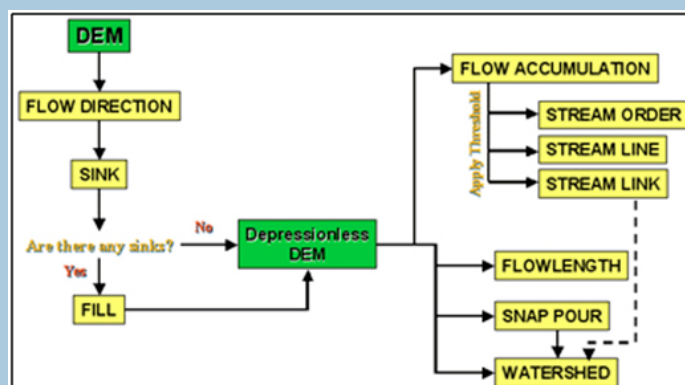 DEM
FLOW DIRECTION
SINK
Are there any sinks?
No
Yes
FILL
Depressionless
DEM
FLOW ACCUMULATION
Apply Threshold
STREAM ORDER
STREAM LINE
STREAM LINK
FLOWLENGTH
SNAP POUR
WATERSHED